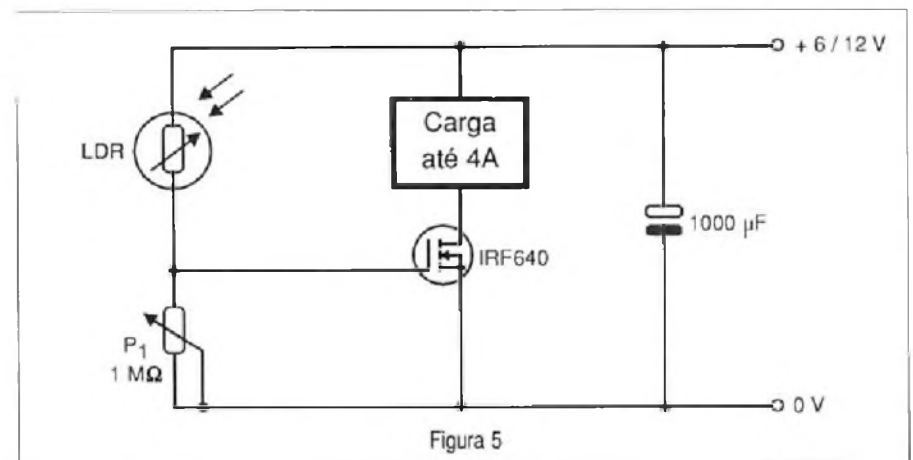 + 6 / 12 V
LDR
Carga
até 4A
1000 µF
IRF640
P1
1 MΩ
0 V
Figura 5